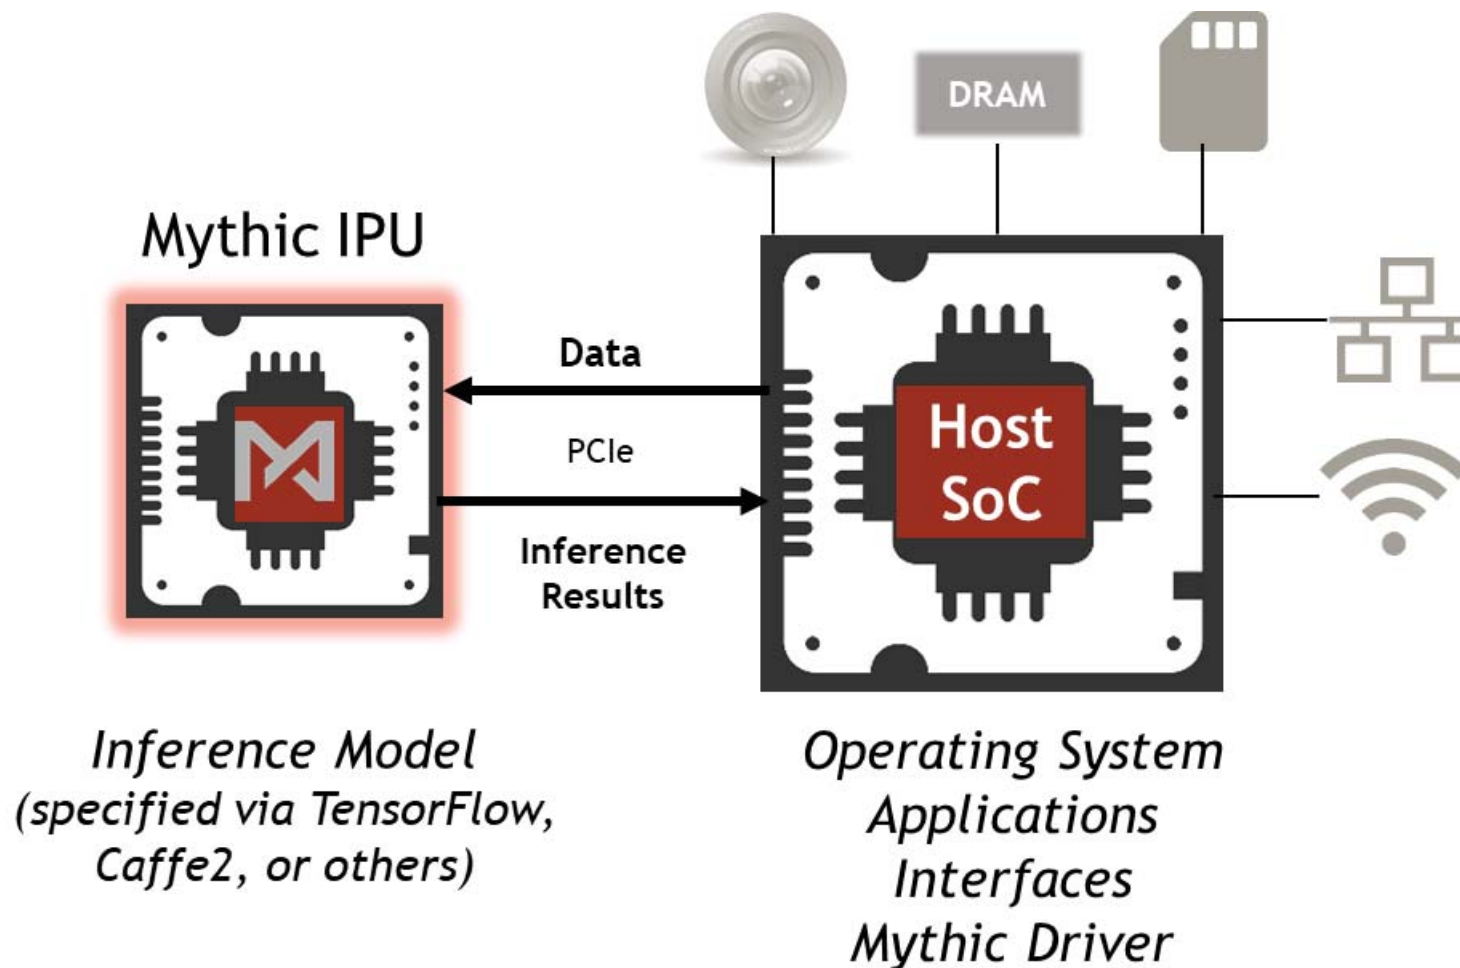 DRAM
Mythic IPU
Data
PCIe
Inference
Results
Host
SoC
Inference Model
(specified via TensorFlow,
Caffe2, or others)
Operating System
Applications
Interfaces
Mythic Driver